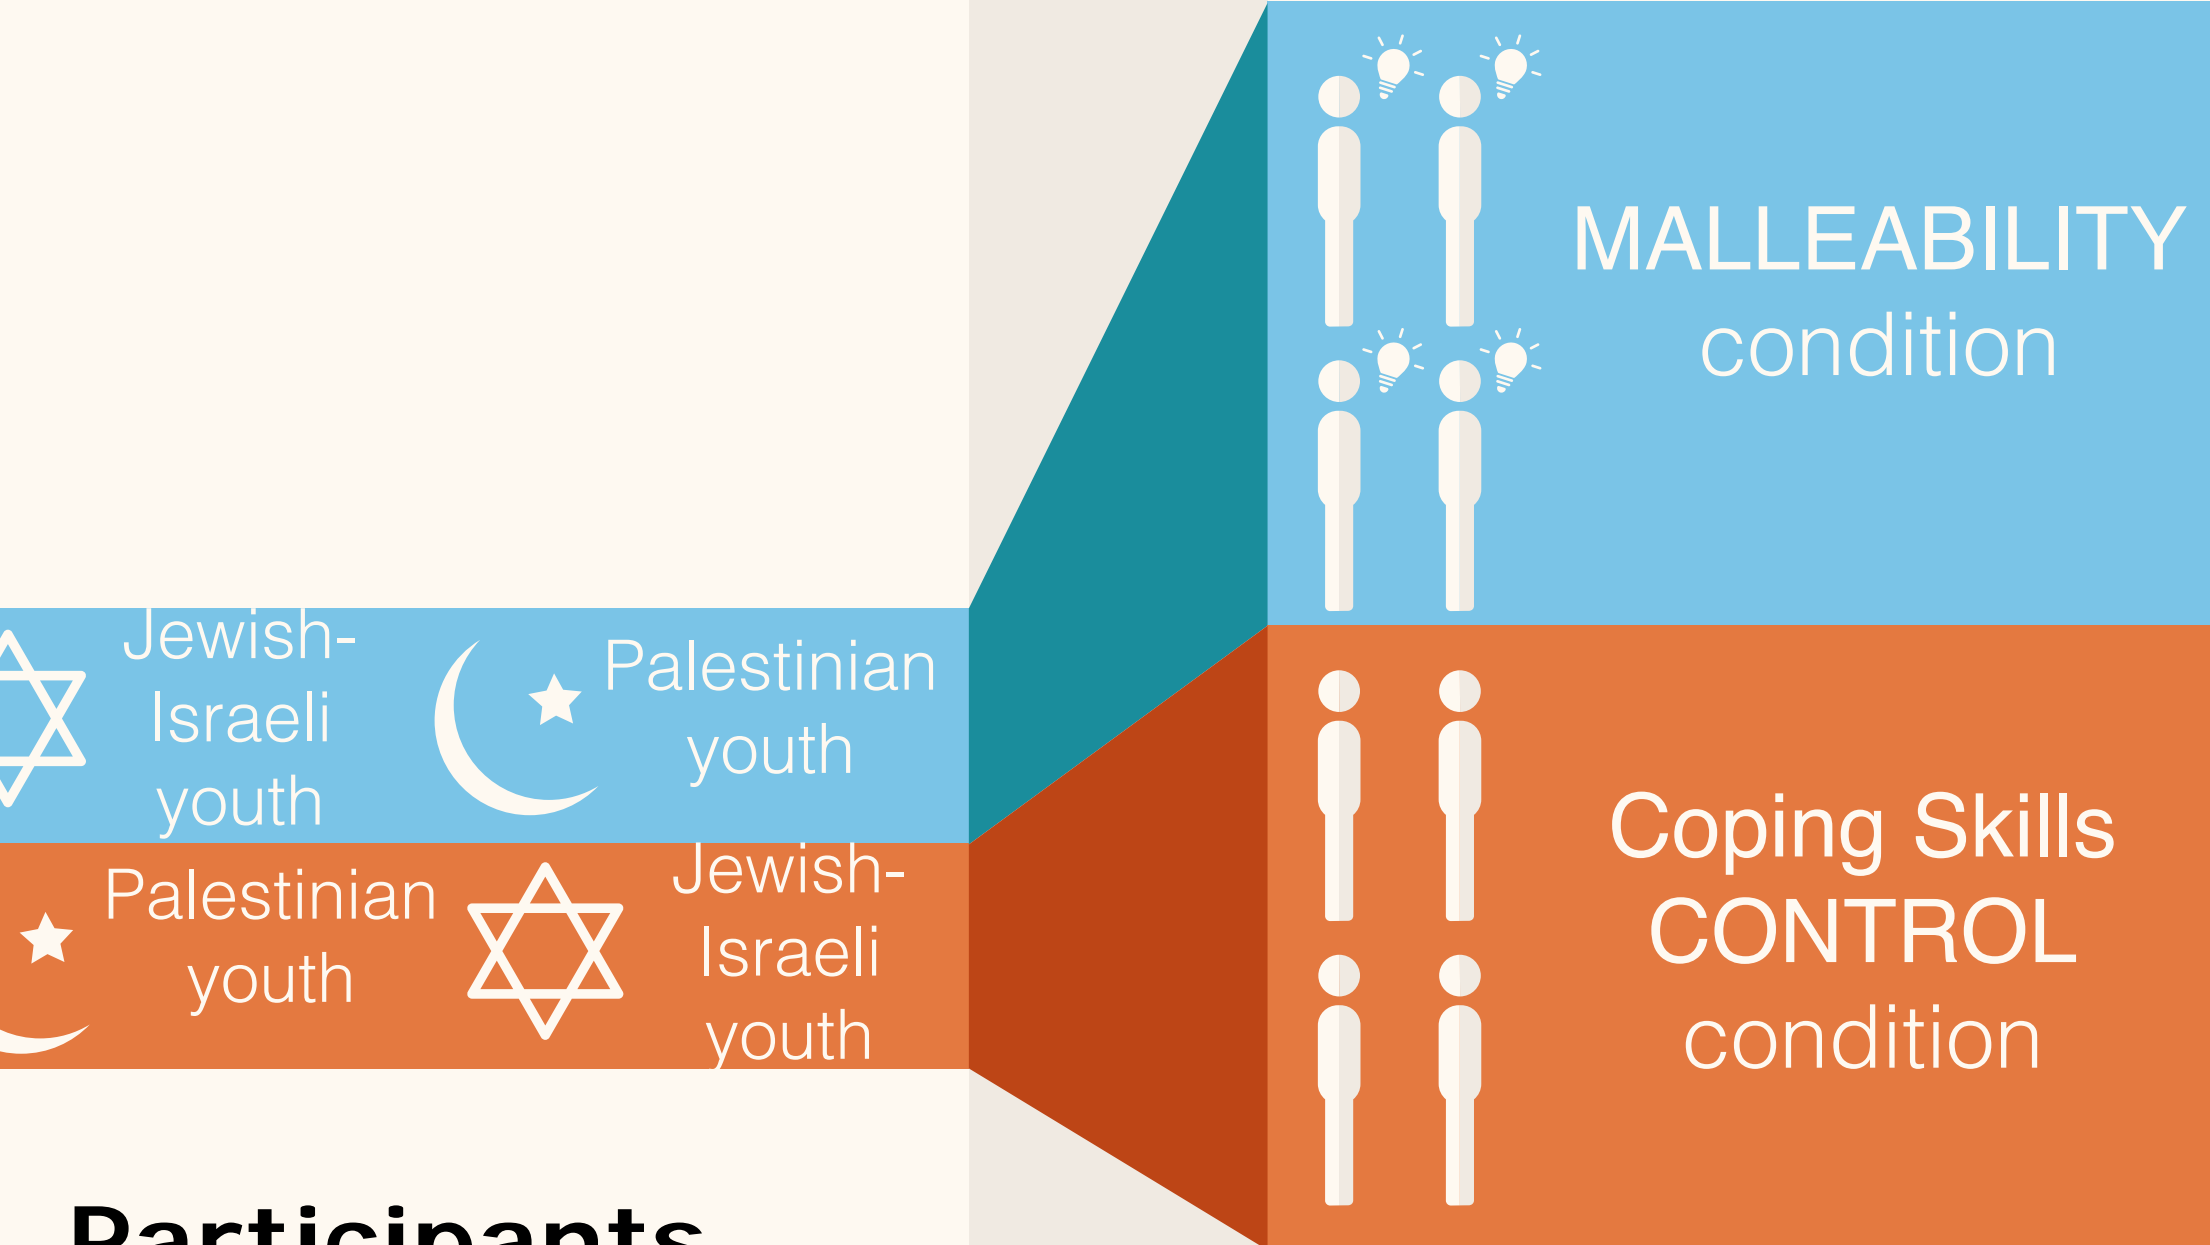 MALLEABILITY
condition
Jewish-
Israeli
youth
Palestinian
youth
Palestinian
youth
Jewish-
Israeli
youth
Coping Skills
CONTROL
condition
Participants